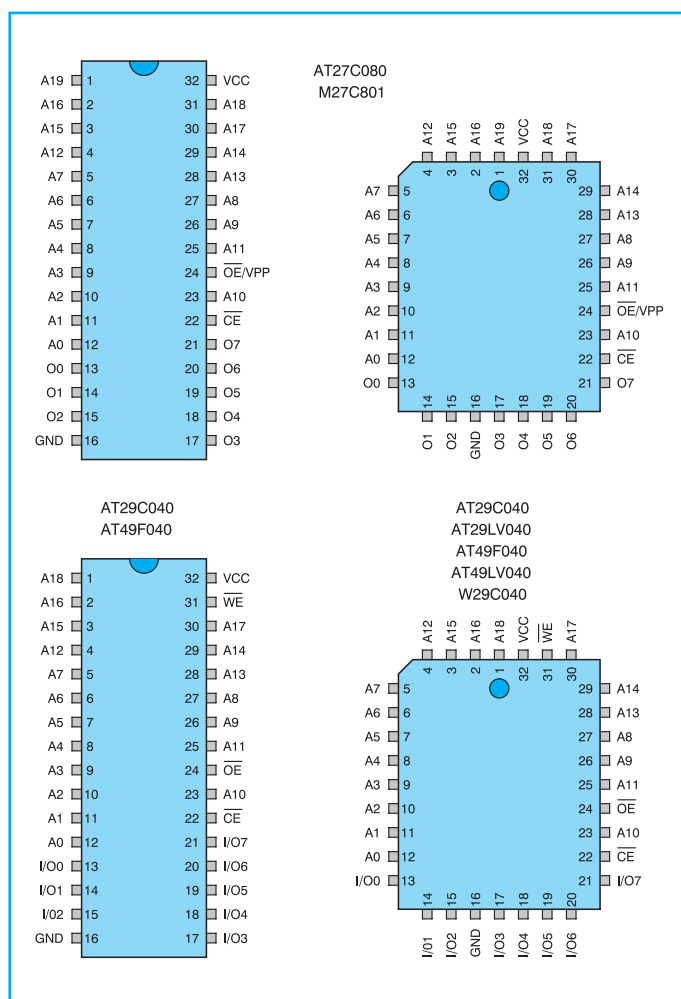 AT27C080
M27C801
A19 1 32 VCC
A16 2 31 A18
A15 3 30 A17
A12 4 29 A14
A7 5 28 A13
A6 6 27 A8
A5 7 26 A9
A4 8 25 A11
A3 9 24 OE/VPP
A2 10 23 A10
A1 11 22 CE
A0 12 21 O7
O0 13 20 O6
O1 14 19 O5
O2 15 18 O4
GND 16 17 O3
A12 A15 A16 A19 VCC A18 A17
4 3 2 1 32 31 30
A7 5 29 A14
A6 6 28 A13
A5 7 27 A8
A4 8 26 A9
A3 9 25 A11
A2 10 24 OE/VPP
A1 11 23 A10
A0 12 22 CE
O0 13 21 O7
14 15 16 17 18 19 20
O1 O2 GND O3 O4 O5 O6
AT29C040
AT49F040
A18 1 32 VCC
A16 2 31 WE
A15 3 30 A17
A12 4 29 A14
A7 5 28 A13
A6 6 27 A8
A5 7 26 A9
A4 8 25 A11
A3 9 24 OE
A2 10 23 A10
A1 11 22 CE
A0 12 21 I/O7
I/O0 13 20 I/O6
I/O1 14 19 I/O5
I/02 15 18 I/O4
GND 16 17 I/O3
AT29C040
AT29LV040
AT49F040
AT49LV040
W29C040
A12 A15 A16 A18 VCC WE A17
4 3 2 1 32 31 30
A7 5 29 A14
A6 6 28 A13
A5 7 27 A8
A4 8 26 A9
A3 9 25 A11
A2 10 24 OE
A1 11 23 A10
A0 12 22 CE
I/O0 13 21 I/O7
14 15 16 17 18 19 20
I/01 I/O2 GND I/O3 I/O4 I/O5 I/O6